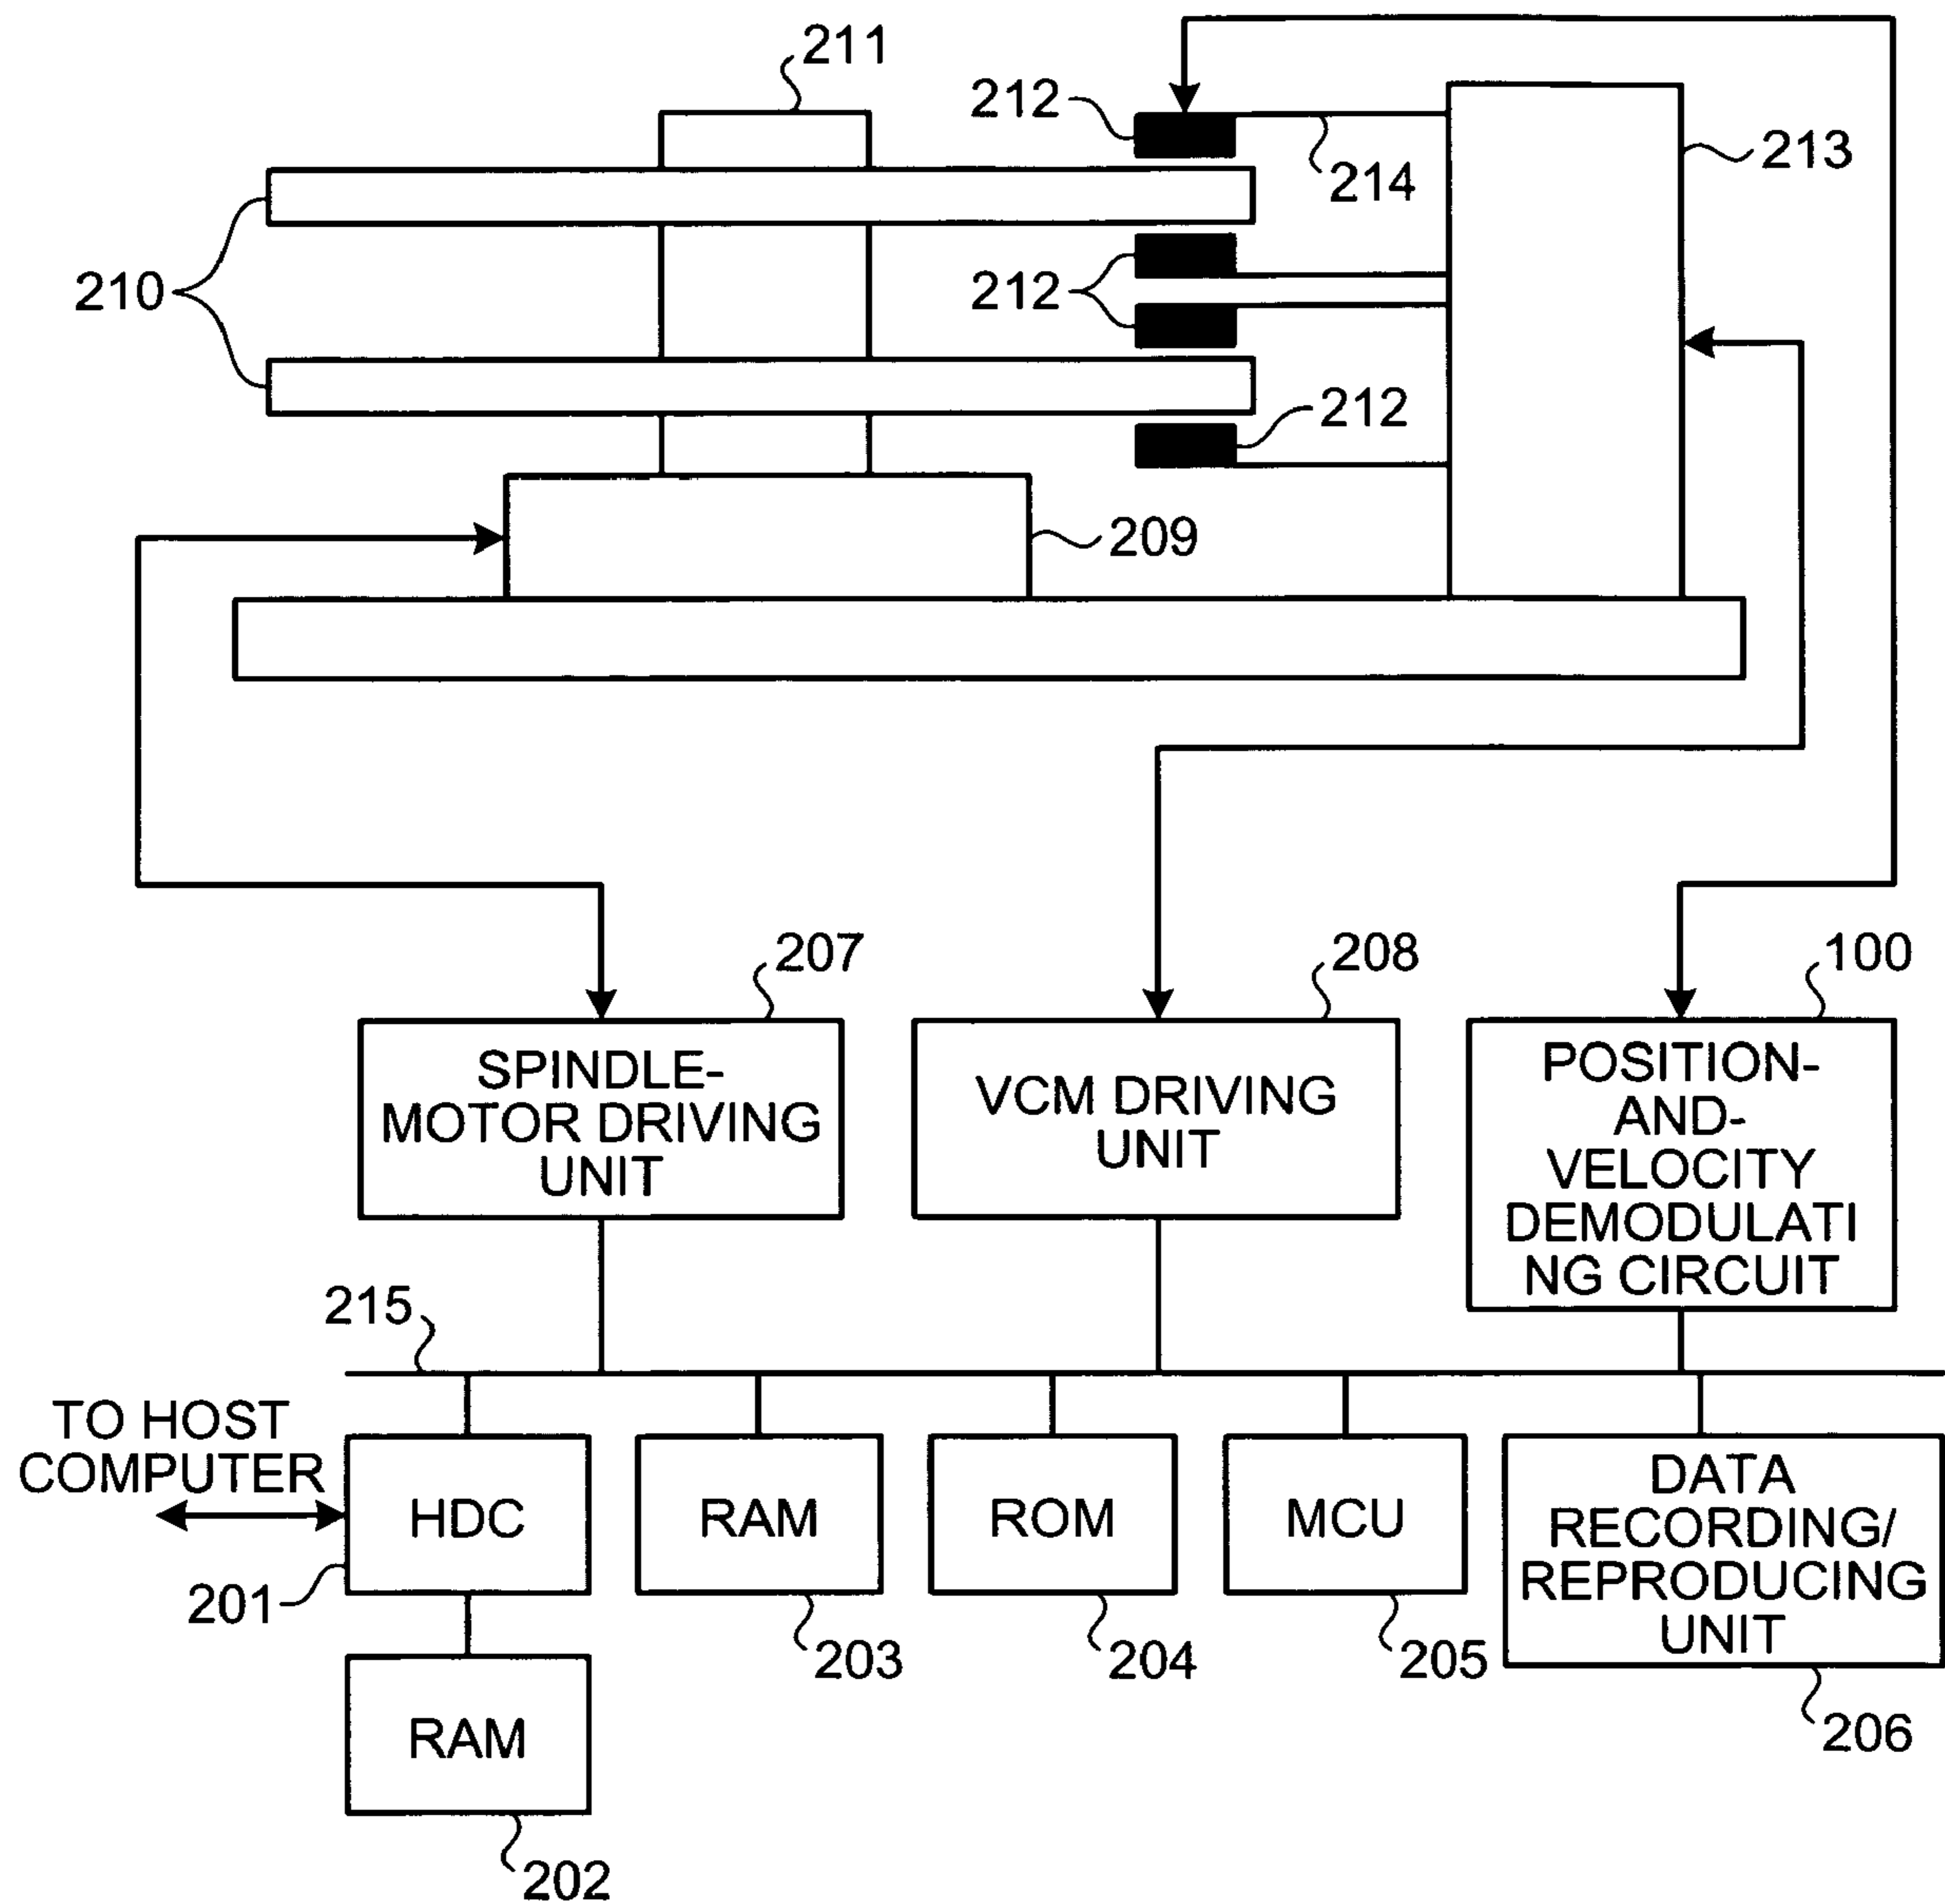 211
212
213
214
210
212
212
209
207
208
100
SPINDLE-
MOTOR DRIVING
UNIT
VCM DRIVING
UNIT
POSITION-
AND-
VELOCITY
DEMODULATI
NG CIRCUIT
215
TO HOST
COMPUTER
HDC
RAM
ROM
MCU
DATA
RECORDING/
REPRODUCING
UNIT
201
203
204
205
206
RAM
202